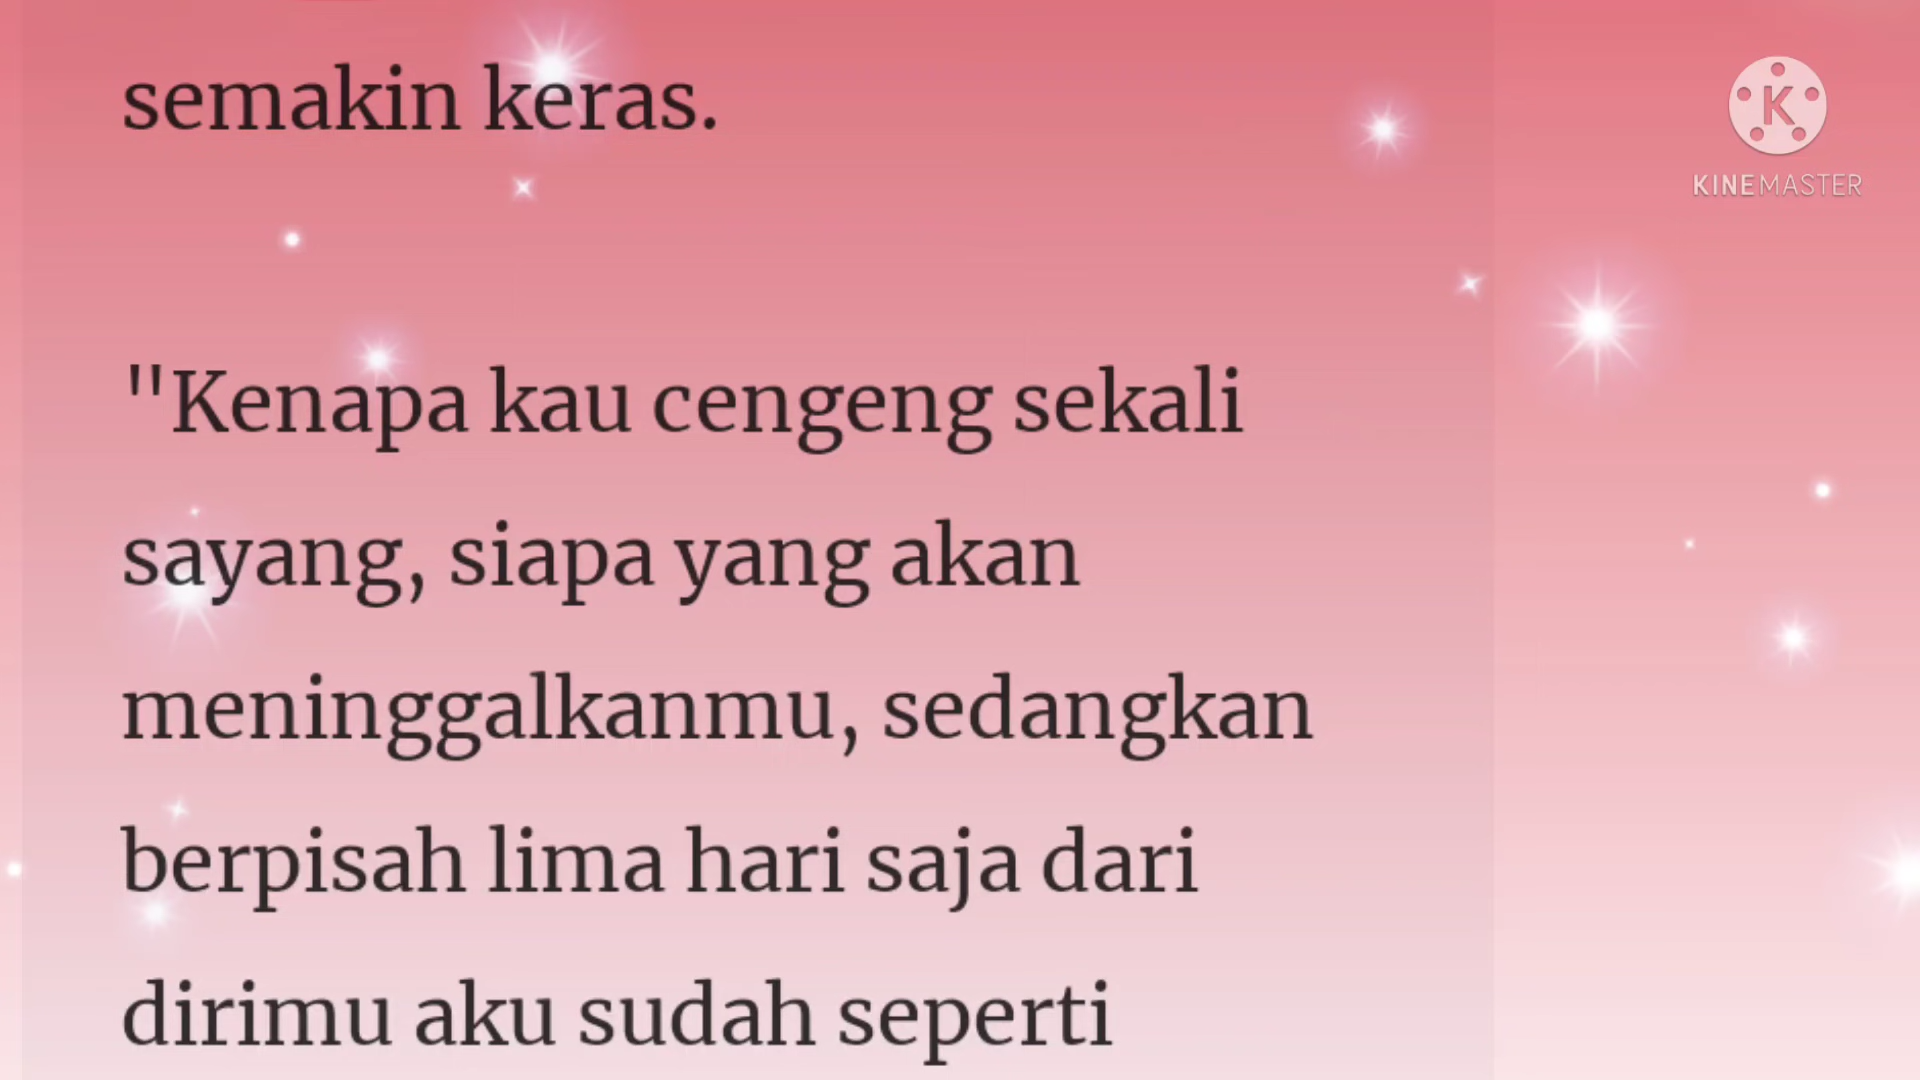 semakin keras.
K
KINEMASTER
"Kenapa kau cengeng sekali
sayang, siapa yang akan
meninggalkanmu, sedangkan
berpisah lima hari saja dari
dirimu aku sudah seperti